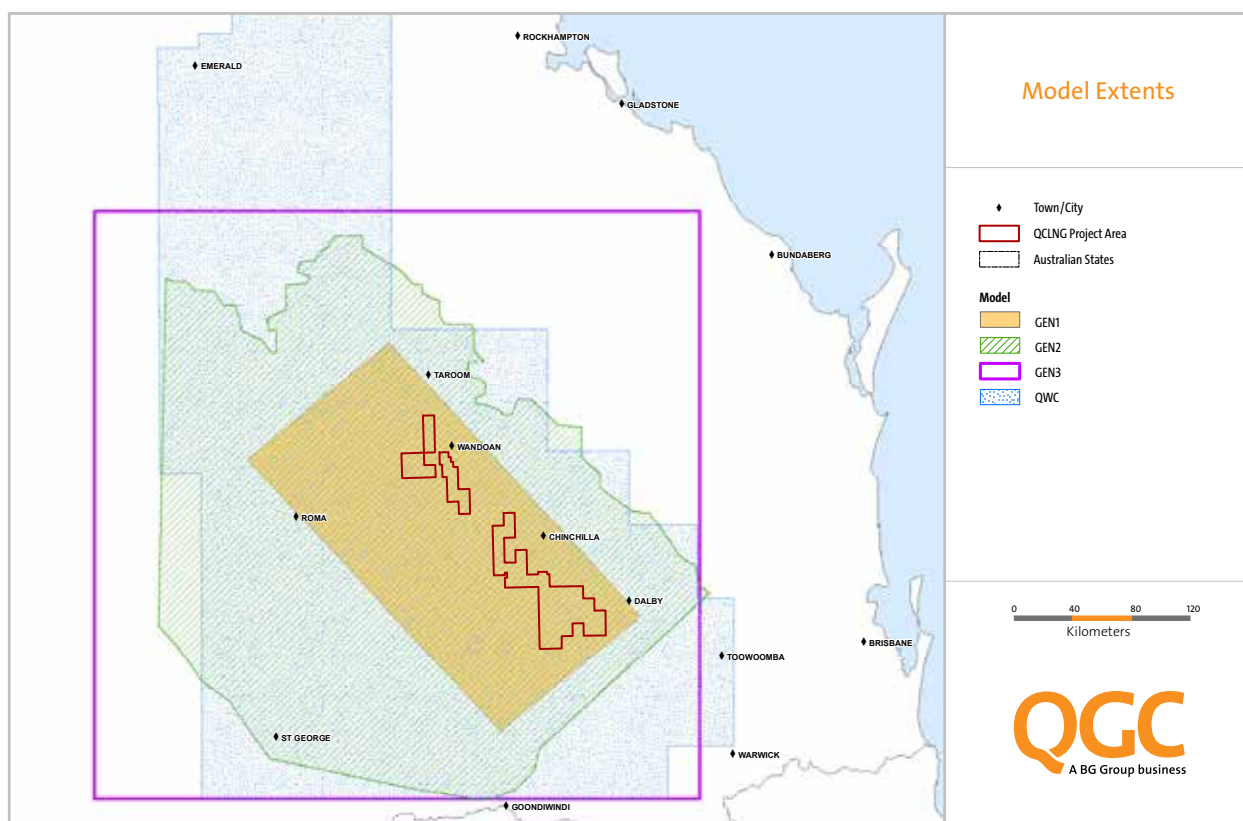 ROCKHAMPTON
EMERALD
GLADSTONE
BUNDABERG
TAROOM
WANDOAN
ROMA
CHINCHILLA
DALBY
TOOWOOMBA
BRISBANE
ST GEORGE
WARWICK
GOONDIWINDI
Model Extents
Town/City
QCLNG Project Area
Australian States
Model
GEN1
GEN2
GEN3
QWC
0 40 80 120
Kilometers
QGC
A BG Group business